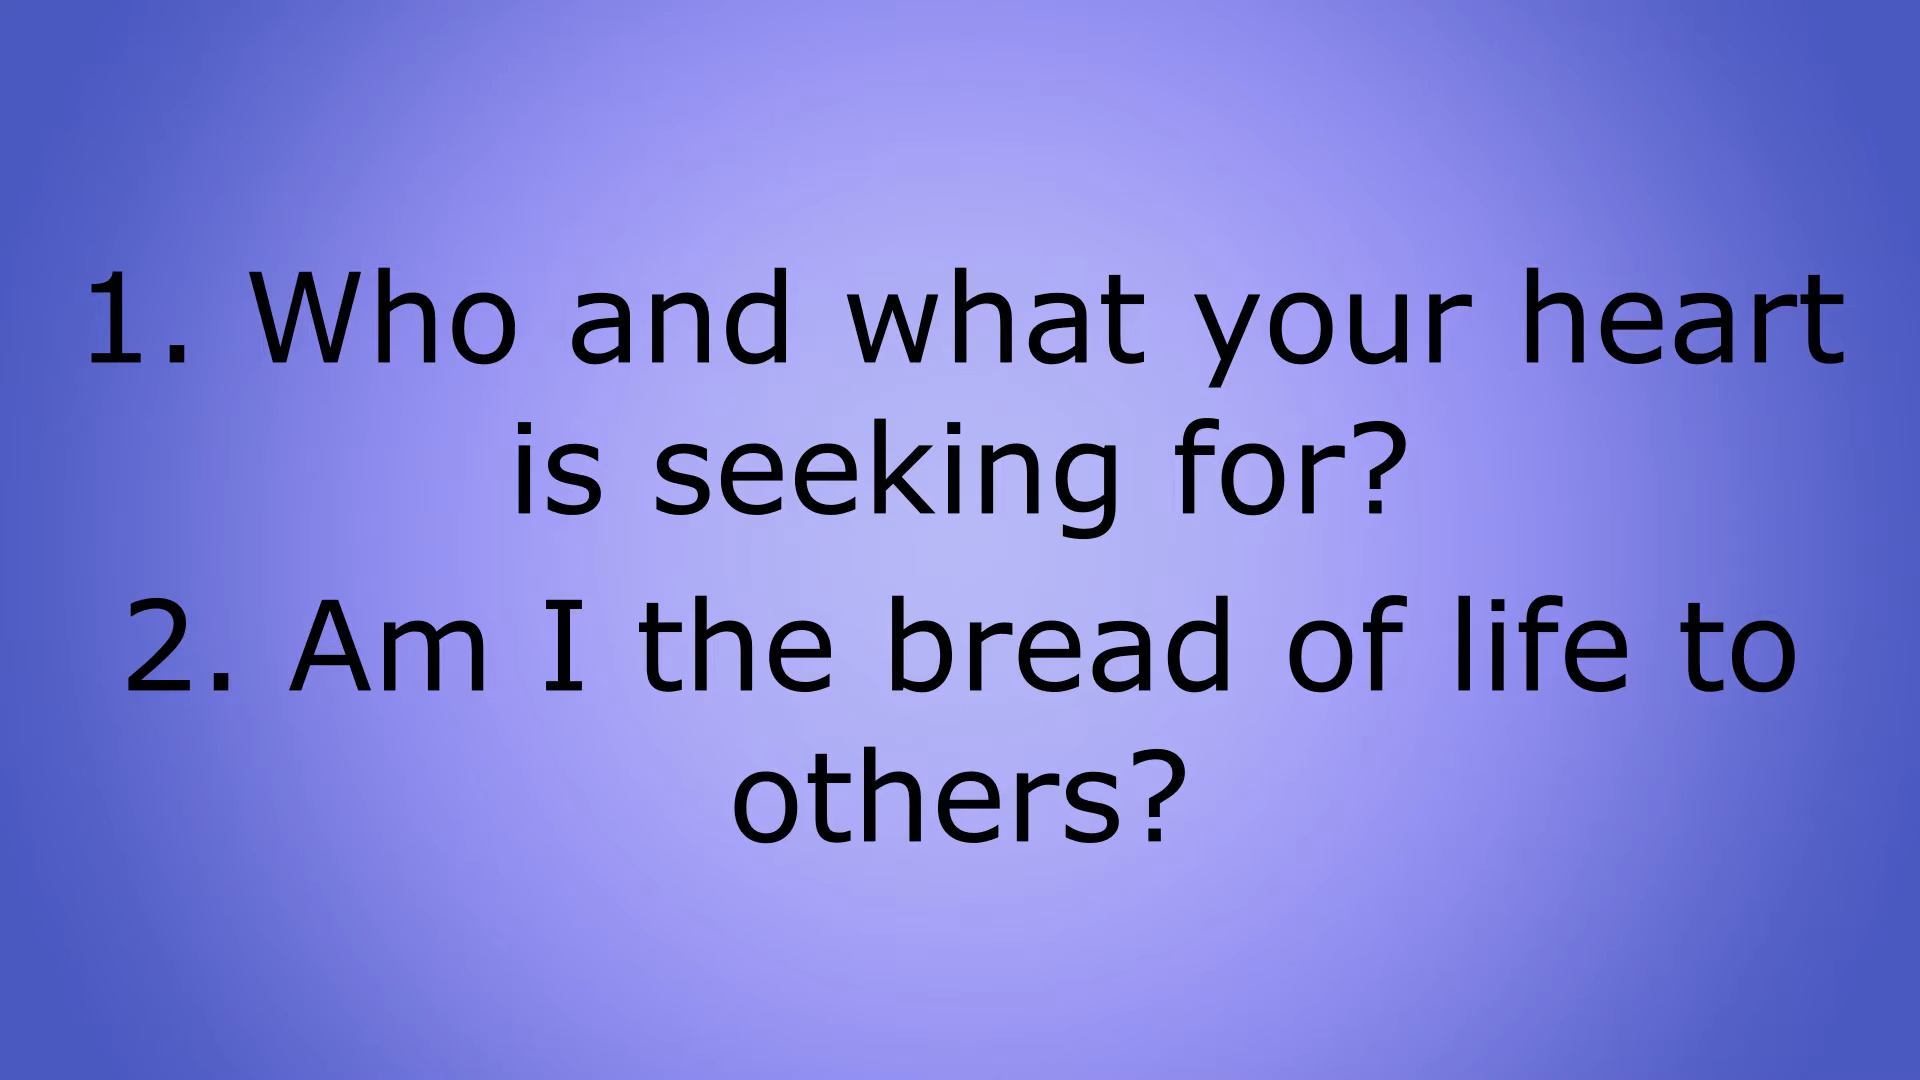 1. Who and what your heart
is seeking for?
2. Am I the bread of life to
others?